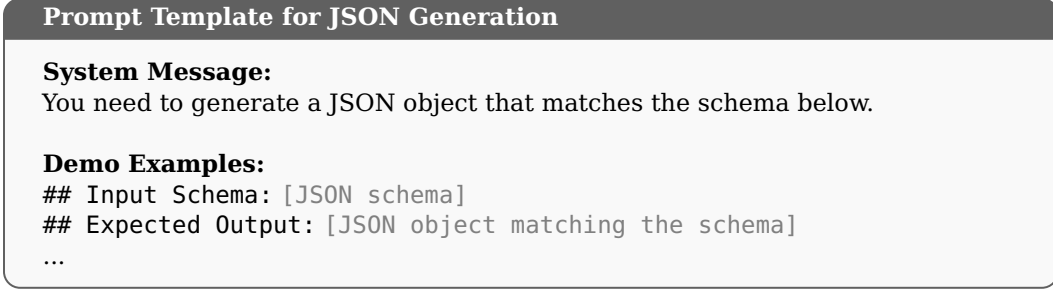 Prompt Template for JSON Generation
System Message:
You need to generate a JSON object that matches the schema below.
Demo Examples:
## Input Schema: [JSON schema]
## Expected Output: [JSON object matching the schema]
...